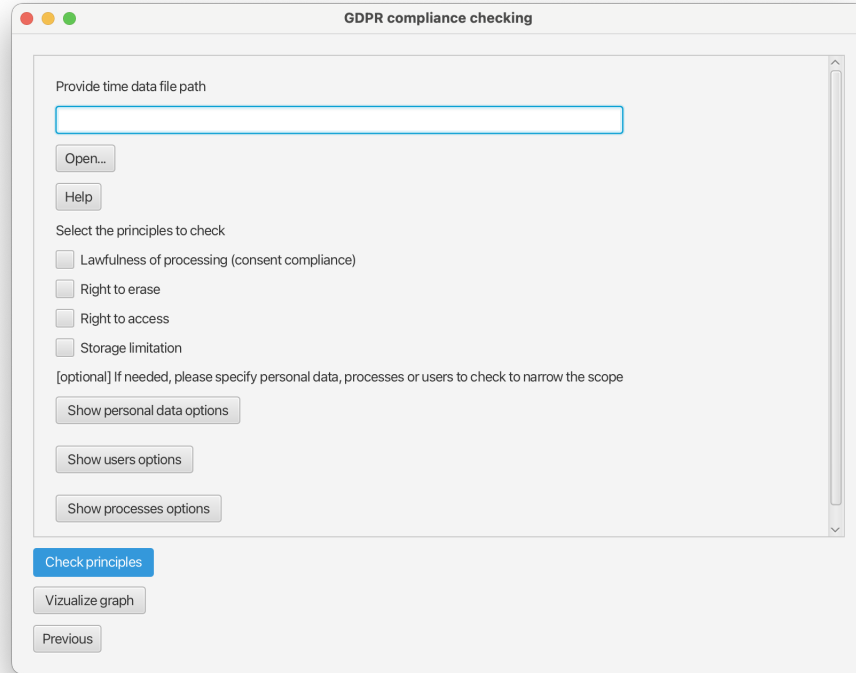 GDPR compliance checking
Provide time data file path
Open...
Help
Select the principles to check
Lawfulness of processing (consent compliance)
Right to erase
Right to access
Storage limitation
[optional] If needed, please specify personal data, processes or users to check to narrow the scope
Show personal data options
Show users options
Show processes options
Check principles
Vizualize graph
Previous